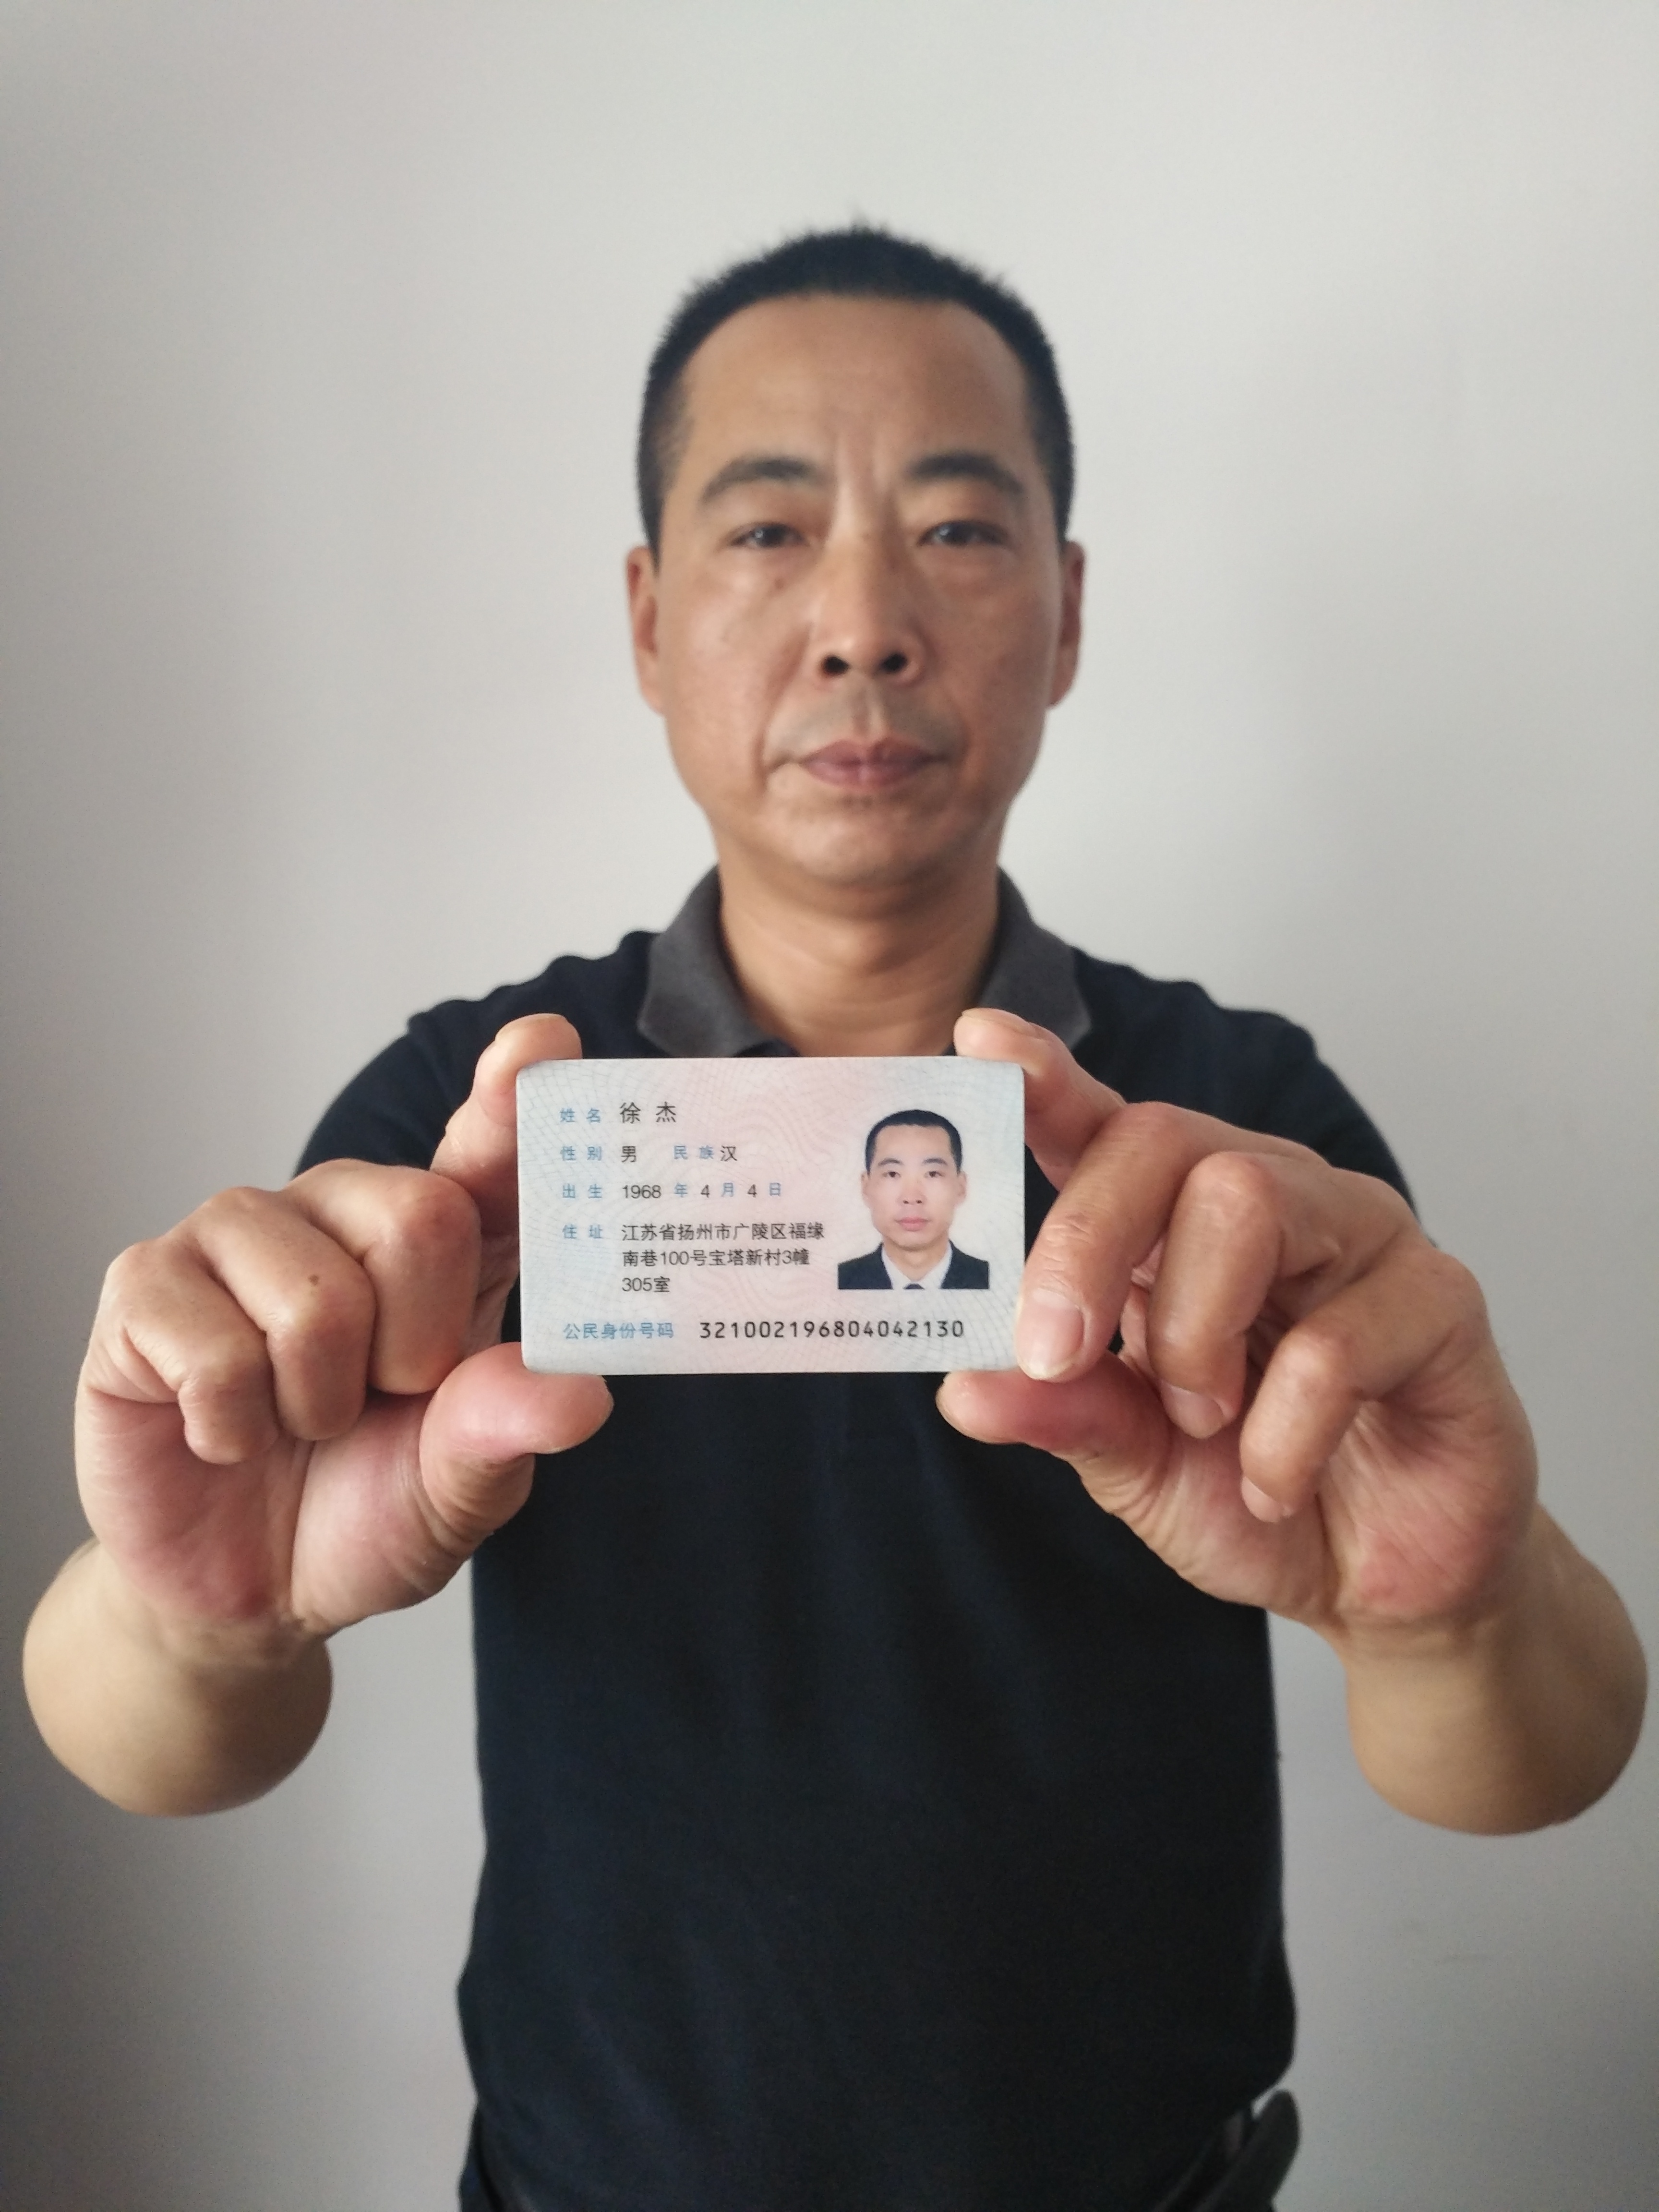 姓名 徐杰
性别 男 民族 汉
出生 1968 年 4 月 4 日
住址 江苏省扬州市广陵区福缘
南巷100号宝塔新村3幢
305室
公民身份号码 321002196804042130